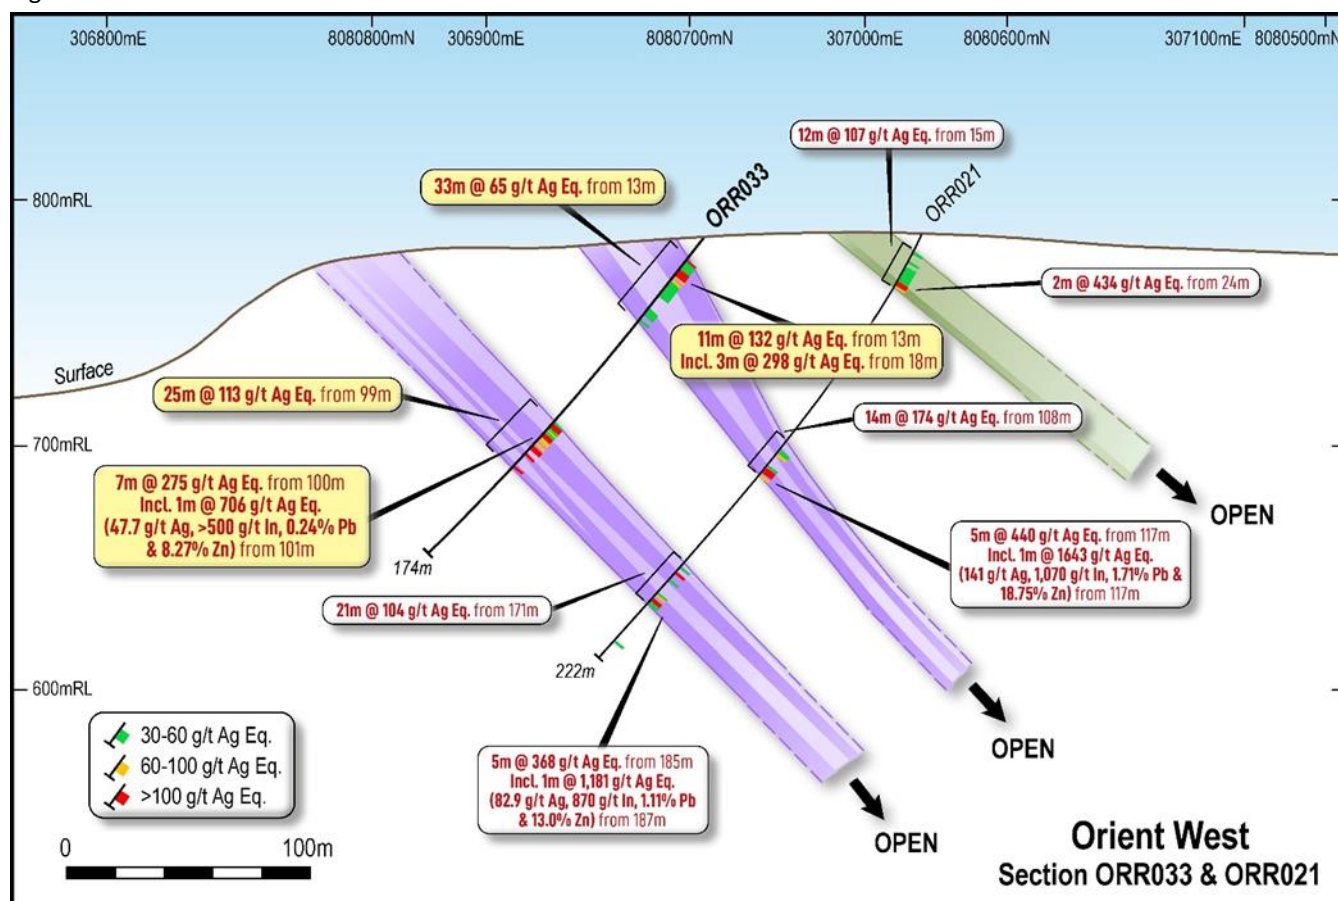 306800mE
8080800mN
306900mE
8080700mN
307000mE
8080600mN
307100mE
8080500mN
12m @ 107 g/t Ag Eq. from 15m
33m @ 65 g/t Ag Eq. from 13m
ORR033
ORR021
800mRL
2m @ 434 g/t Ag Eq. from 24m
11m @ 132 g/t Ag Eq. from 13m
Incl. 3m @ 298 g/t Ag Eq. from 18m
Surface
25m @ 113 g/t Ag Eq. from 99m
14m @ 174 g/t Ag Eq. from 108m
700mRL
7m @ 275 g/t Ag Eq. from 100m
Incl. 1m @ 706 g/t Ag Eq.
(47.7 g/t Ag, >500 g/t In, 0.24% Pb
& 8.27% Zn) from 101m
OPEN
5m @ 440 g/t Ag Eq. from 117m
Incl. 1m @ 1643 g/t Ag Eq.
(141 g/t Ag, 1,070 g/t In, 1.71% Pb &
18.75% Zn) from 117m
174m
21m @ 104 g/t Ag Eq. from 171m
222m
600mRL
OPEN
30-60 g/t Ag Eq.
60-100 g/t Ag Eq.
>100 g/t Ag Eq.
5m @ 368 g/t Ag Eq. from 185m
Incl. 1m @ 1,181 g/t Ag Eq.
(82.9 g/t Ag, 870 g/t In, 1.11% Pb
& 13.0% Zn) from 187m
OPEN
0
100m
Orient West
Section ORR033 & ORR021